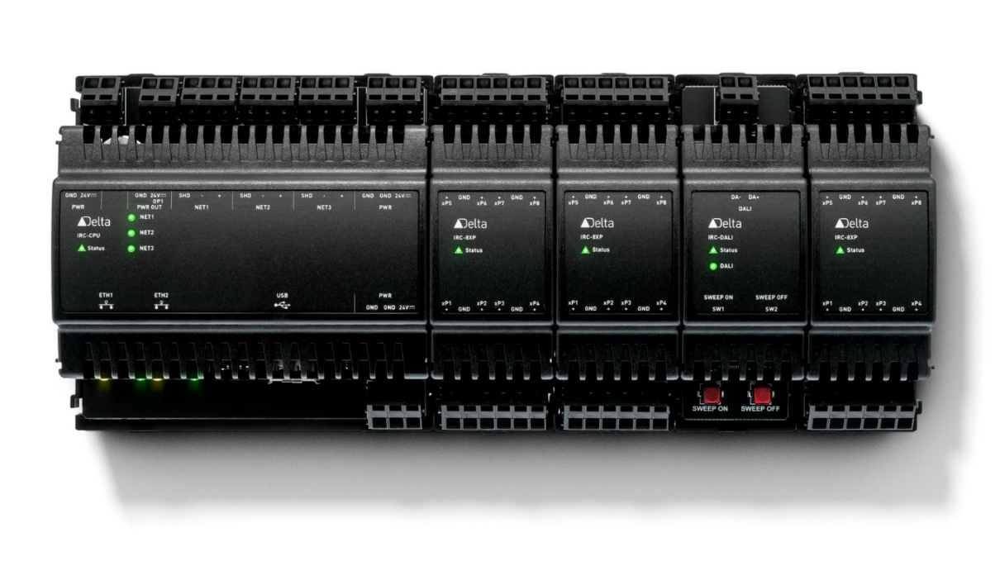 GND 24V
PWR
GND 24V
OP1
PWR OUT
SHD - +
NET1
SHD - +
NET2
SHD - +
NET3
GND GND 24V
PWR
Delta
IRC-CPU
Status
NET1
NET2
NET3
ETH1
ETH2
USB
PWR
GND GND 24V
+ GND + + GND +
xP5 xP6 xP7 xP8
Delta
IRC-8XP
Status
xP1 xP2 xP3 xP4
+ GND + + GND +
+ GND + + GND +
xP5 xP6 xP7 xP8
Delta
IRC-8XP
Status
xP1 xP2 xP3 xP4
+ GND + + GND +
DA- DA+
DALI
Delta
IRC-DALI
Status
DALI
SWEEP ON SWEEP OFF
SW1 SW2
SWEEP ON SWEEP OFF
+ GND + + GND +
xP5 xP6 xP7 xP8
Delta
IRC-8XP
Status
xP1 xP2 xP3 xP4
+ GND + + GND +